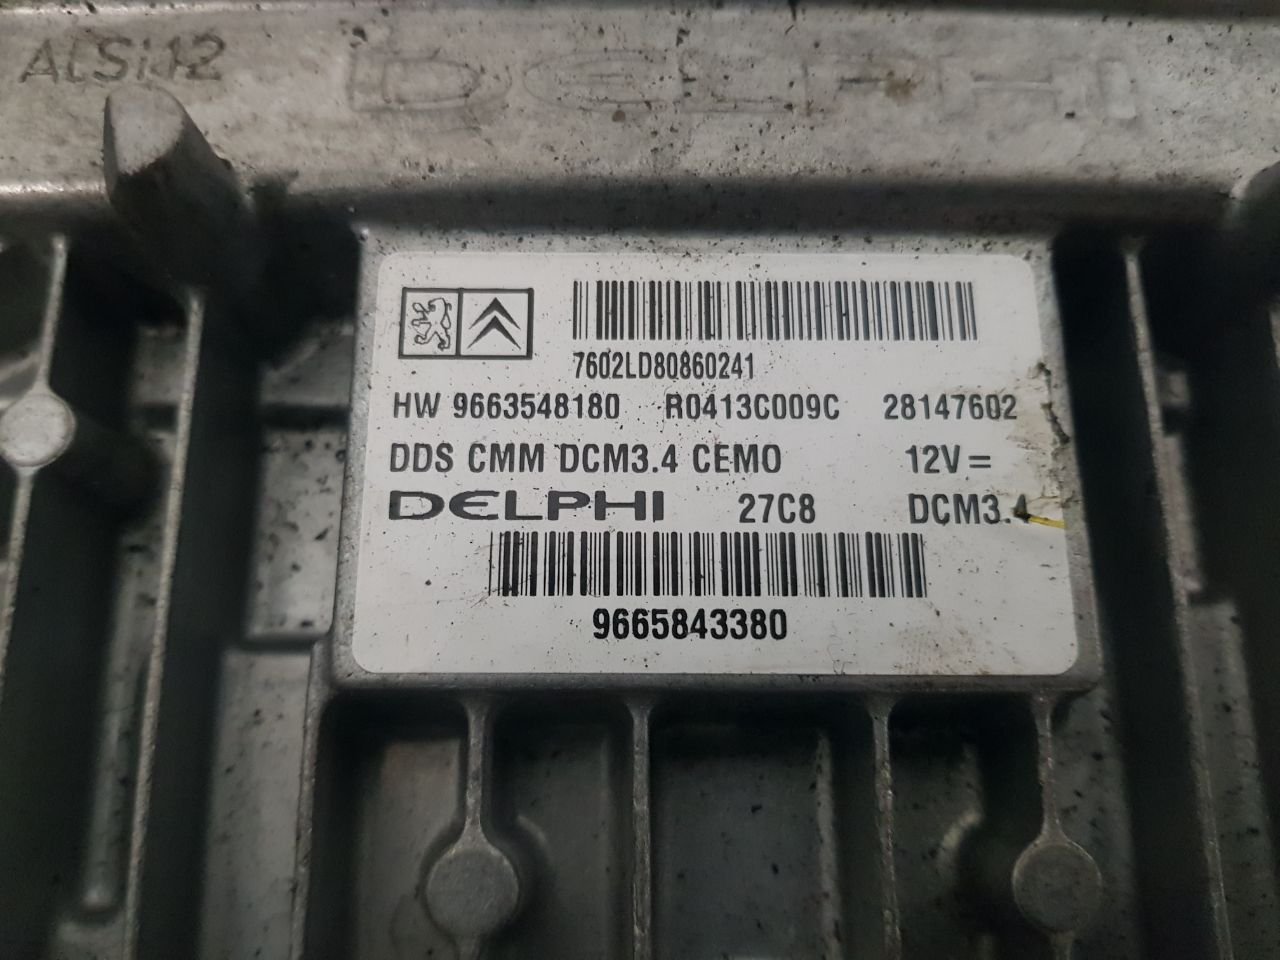 ALSi12
DELPHI
7602LD80860241
HW 9663548180 R0413C009C 28147602
DDS CMM DCM3.4 CEMO 12V=
DELPHI 27C8 DCM3.4
9665843380